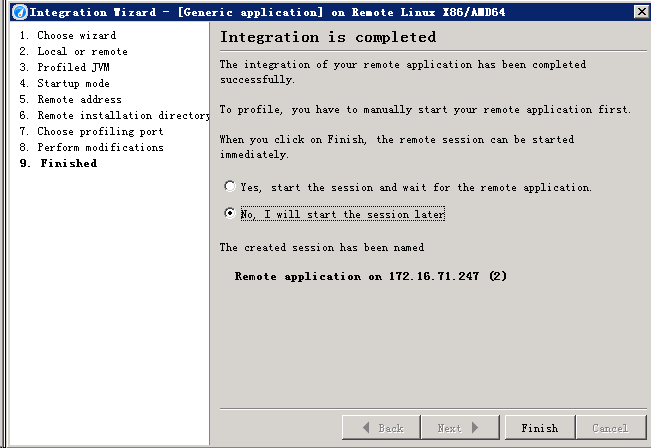 Integration Wizard - [Generic application] on Remote Linux X86/AMD64
1. Choose wizard
2. Local or remote
3. Profiled JVM
4. Startup mode
5. Remote address
6. Remote installation directory
7. Choose profiling port
8. Perform modifications
9. Finished
Integration is completed
The integration of your remote application has been completed
successfully.
To profile, you have to manually start your remote application first.
When you click on Finish, the remote session can be started
immediately.
Yes, start the session and wait for the remote application.
No, I will start the session later
The created session has been named
Remote application on 172.16.71.247 (2)
Back
Next
Finish
Cancel